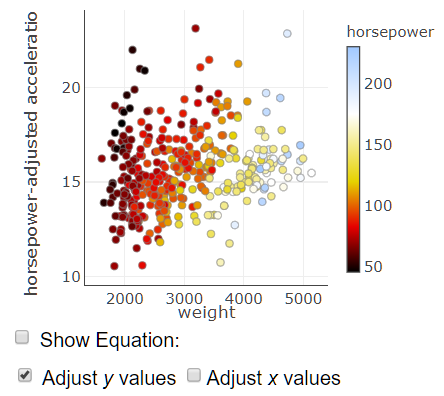 horsepower
horsepower-adjusted acceleratio
20
15
10
200
150
100
50
2000
3000
4000
5000
weight
Show Equation:
Adjust y values
Adjust x values